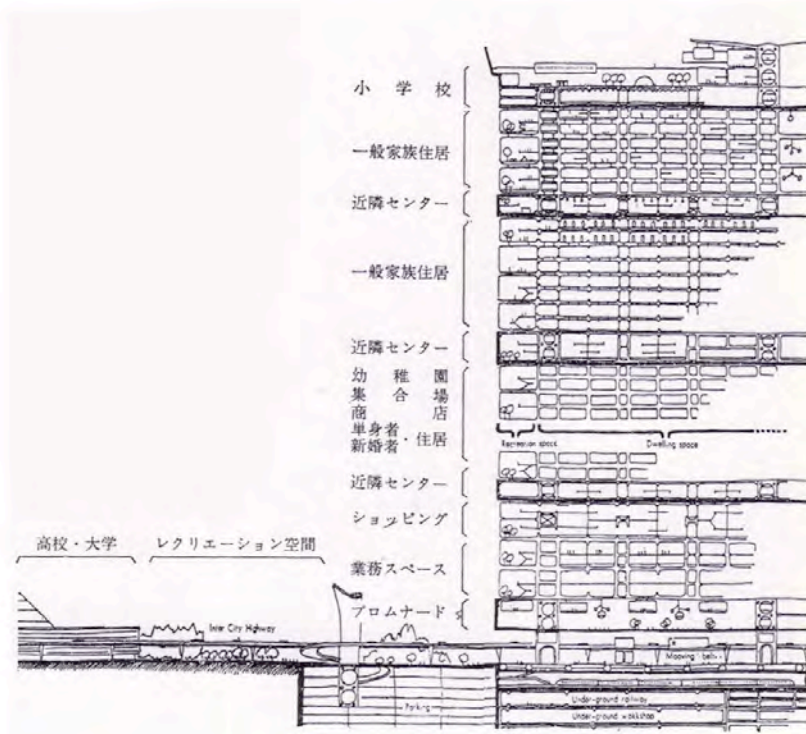 小学校
一般家族住居
近隣センター
一般家族住居
近隣センター
幼稚園
集合場
商店
単身者
新婚者・住居
Recreation space
Dwelling space
近隣センター
ショッピング
高校・大学
レクリエーション空間
業務スペース
プロムナード
Inter City Highway
Mooving belt
Parking
Under-ground railway
Under-ground workshop